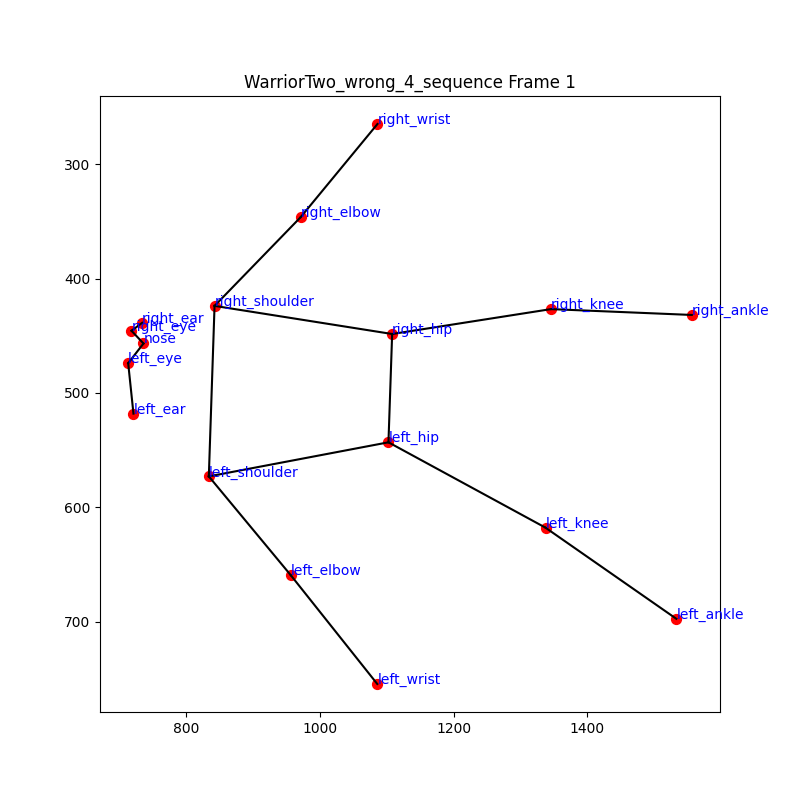 WarriorTwo_wrong_4_sequence Frame 1
right_wrist
right_elbow
right_shoulder
right_knee
right_ankle
right_ear
right_eye
right_hip
nose
left_eye
left_ear
left_hip
left_shoulder
left_knee
left_elbow
left_ankle
left_wrist
300
400
500
600
700
800
1000
1200
1400